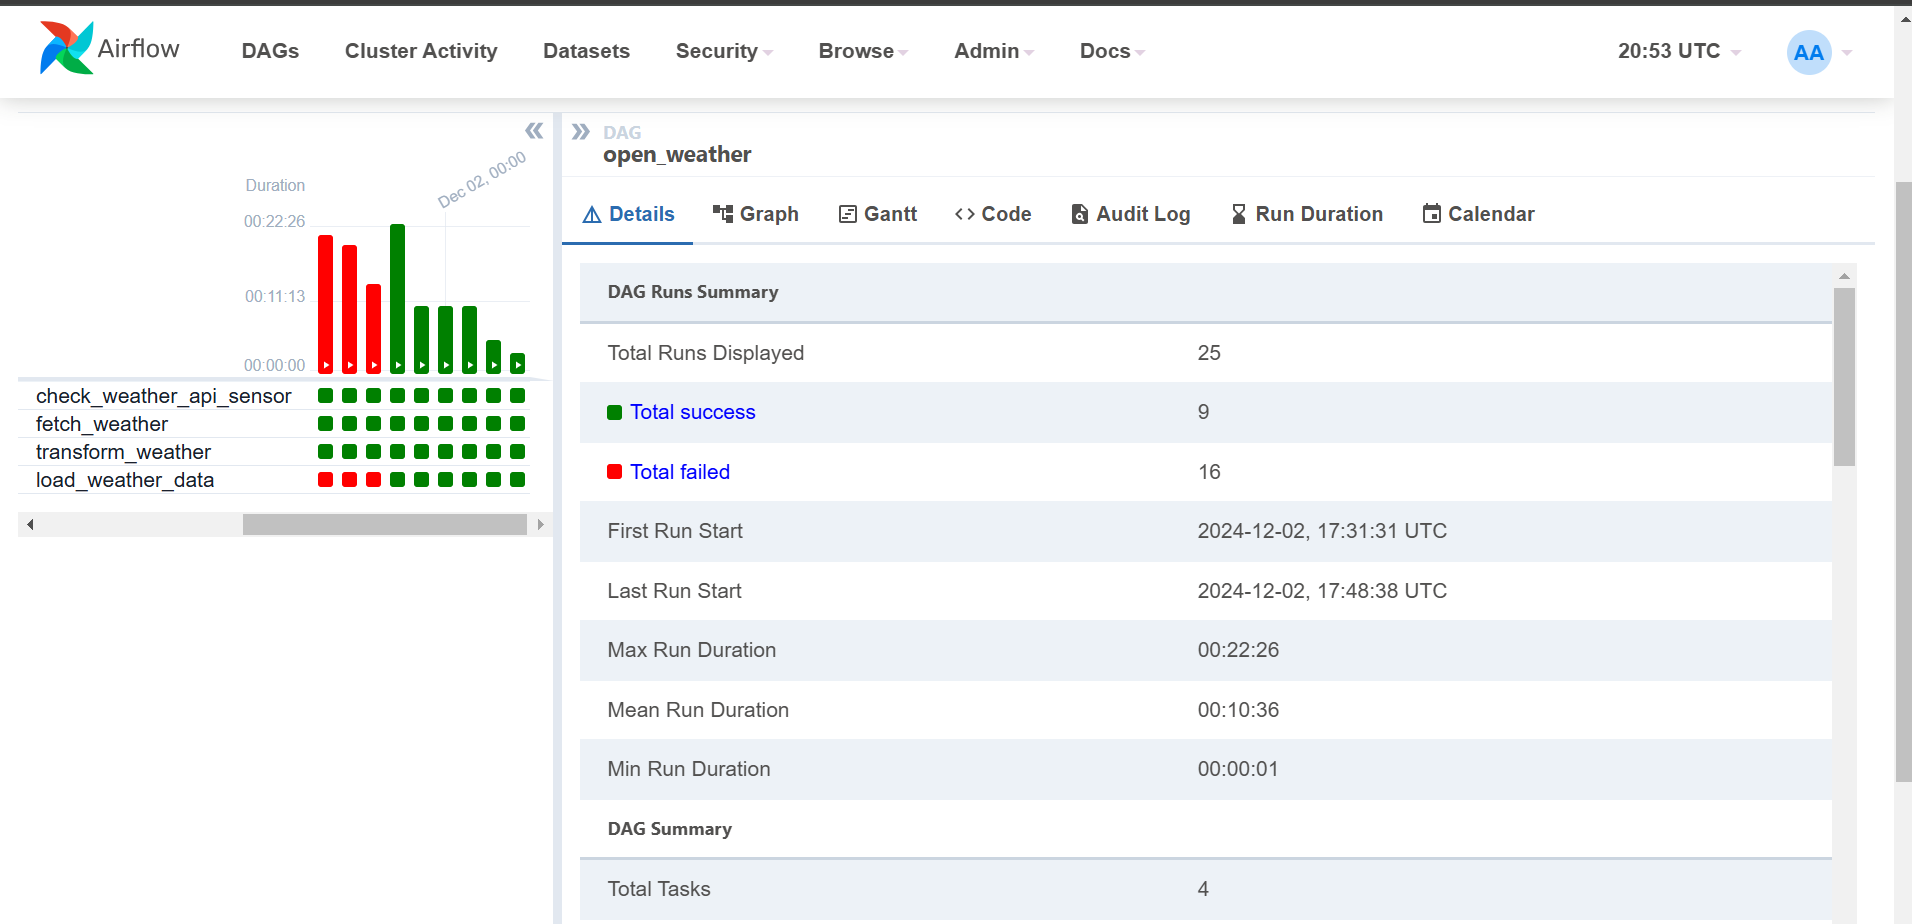 Airflow DAGs Cluster Activity Datasets Security Browse Admin Docs 20:53 UTC AA
Dec 02, 00:00
Duration
00:22:26
00:11:13
00:00:00
check_weather_api_sensor
fetch_weather
transform_weather
load_weather_data
DAG
open_weather
Details Graph Gantt Code Audit Log Run Duration Calendar
DAG Runs Summary
Total Runs Displayed 25
Total success 9
Total failed 16
First Run Start 2024-12-02, 17:31:31 UTC
Last Run Start 2024-12-02, 17:48:38 UTC
Max Run Duration 00:22:26
Mean Run Duration 00:10:36
Min Run Duration 00:00:01
DAG Summary
Total Tasks 4